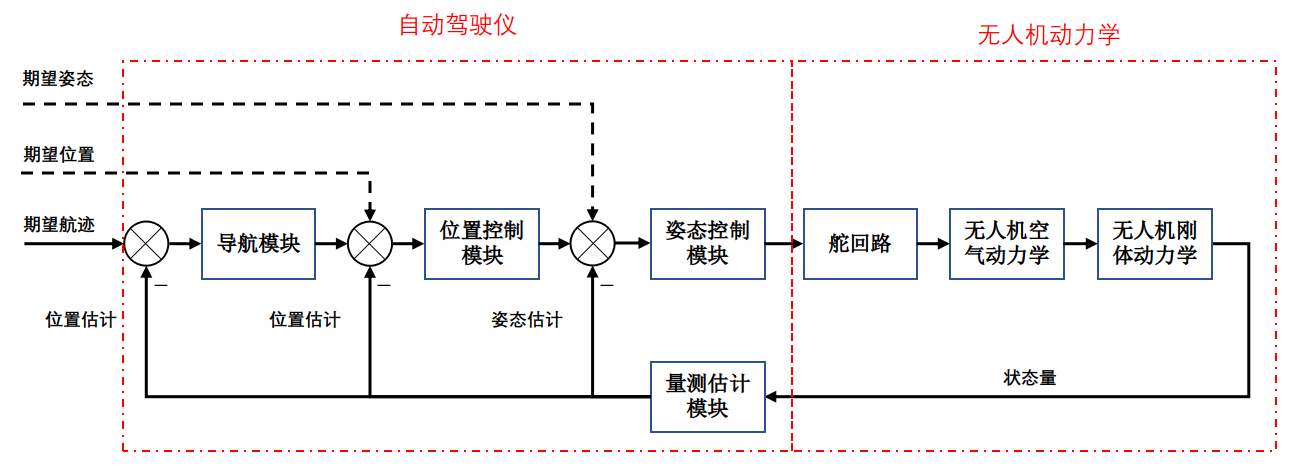 自动驾驶仪
无人机动力学
期望姿态
期望位置
期望航迹
导航模块
位置控制
模块
姿态控制
模块
舵回路
无人机空
气动力学
无人机刚
体动力学
位置估计
位置估计
姿态估计
量测估计
模块
状态量